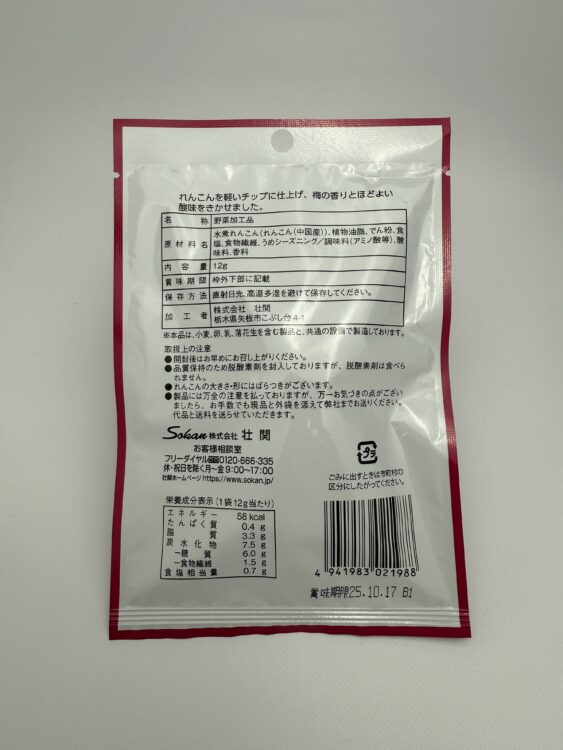 れんこんを軽いチップに仕上げ、梅の香りとほどよい
酸味をきかせました。
名称 野菜加工品
原材料名 水煮れんこん(れんこん(中国産))、植物油脂、でん粉、食
塩、食物繊維、うめシーズニング/調味料(アミノ酸等)、酸
味料、香料
内容量 12g
賞味期限 枠外下部に記載
保存方法 直射日光、高温多湿を避けて保存してください。
加工者 株式会社 壮関
栃木県矢板市こぶし台4-1
※本品は、小麦、卵、乳、落花生を含む製品と、共通の設備で製造しております。
取扱上の注意
●開封後はお早めにお召し上がりください。
●品質保持のため脱酸素剤を封入しておりますが、脱酸素剤は食べら
れません。
●れんこんの大きさ・形にはばらつきがございます。
●製品には万全の注意を払っておりますが、万一お気づきの点がござい
ましたら、お手数でも現品と外袋を添えて弊社までお送りください。
代品と送料を送らせていただきます。
Sokan 株式会社 壮関
お客様相談室
フリーダイヤル 0120-666-335
休・祝日を除く月~金 9:00~17:00
壮関ホームページ https://www.sokan.jp/
プラ
ごみに出すときは市町村の
区分にしたがってください。
栄養成分表示(1袋12g当たり)
エネルギー 58 kcal
たんぱく質 0.4 g
脂質 3.3 g
炭水化物 7.5 g
-糖質 6.0 g
-食物繊維 1.5 g
食塩相当量 0.7 g
4 941983 021988
賞味期限25.10.17 B1